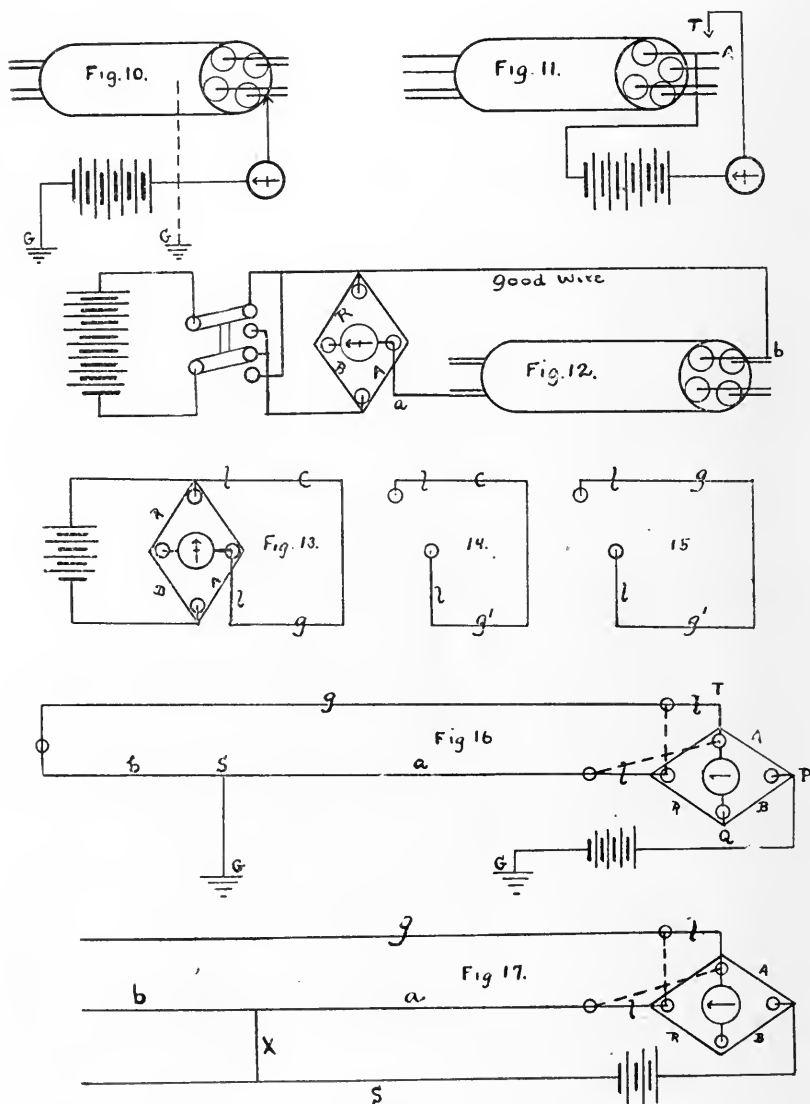 Fig. 10.
G
G
Fig. 11.
T
A
good wire
R
B
A
a
b
Fig. 12.
l
C
R
B
A
l
g
Fig. 13.
l
C
14.
l
g'
l
g
15
l
g'
g
l
T
Fig 16
b
S
a
l
A
P
R
B
Q
G
G
g
l
Fig 17.
b
a
l
A
R
B
X
S